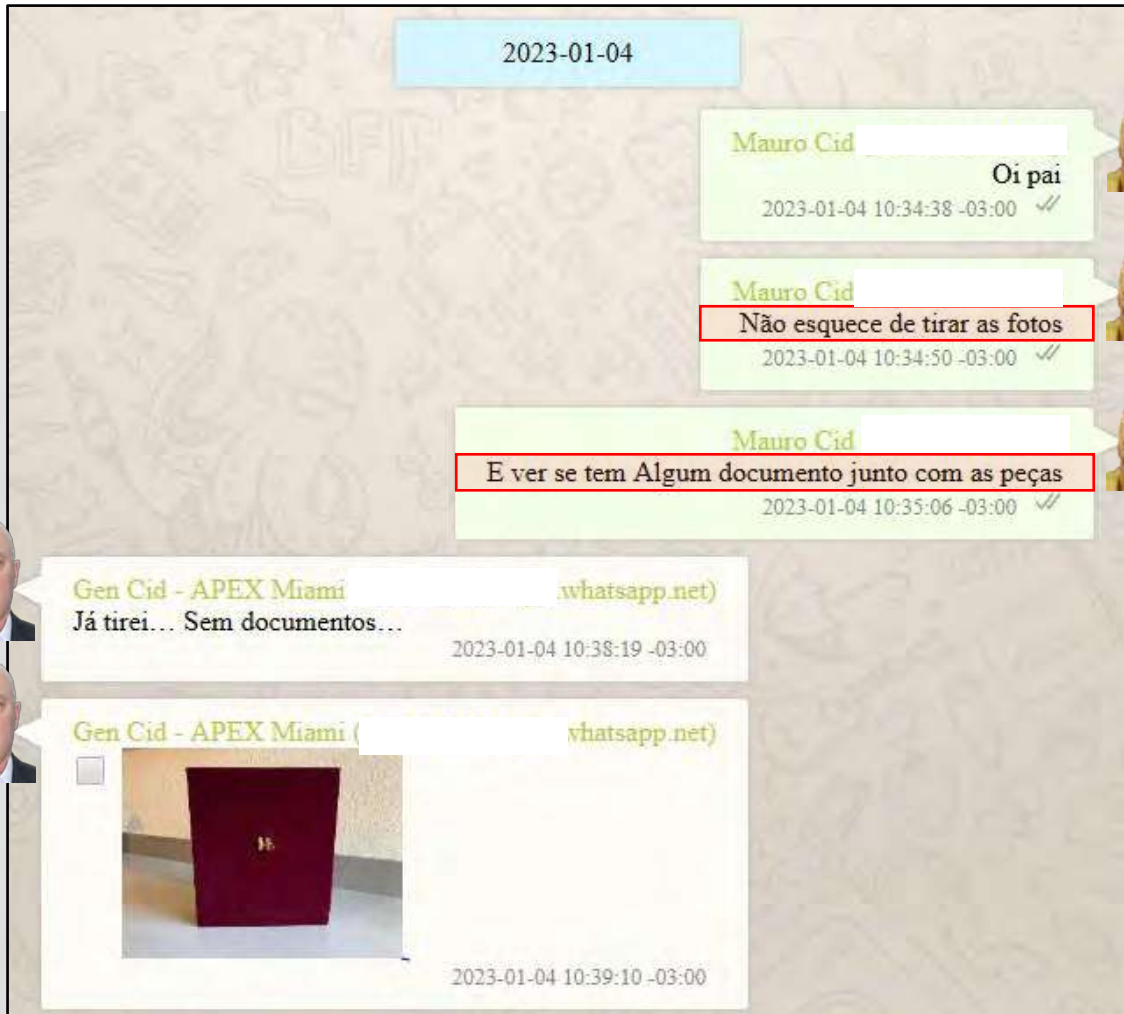 2023-01-04
Mauro Cid
Oi pai
2023-01-04 10:34:38 -03:00
Mauro Cid
Não esquece de tirar as fotos
2023-01-04 10:34:50 -03:00
Mauro Cid
E ver se tem Algum documento junto com as peças
2023-01-04 10:35:06 -03:00
Gen Cid - APEX Miami .whatsapp.net)
Já tirei… Sem documentos…
2023-01-04 10:38:19 -03:00
Gen Cid - APEX Miami ( whatsapp.net)
2023-01-04 10:39:10 -03:00